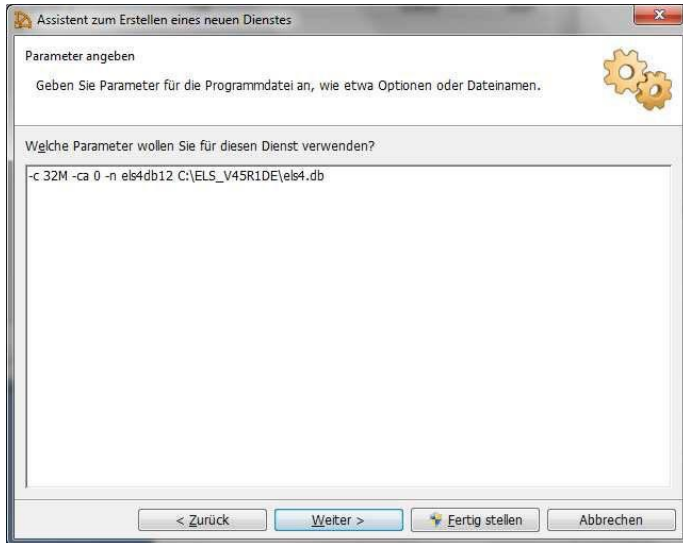 Assistent zum Erstellen eines neuen Dienstes
Parameter angeben
Geben Sie Parameter für die Programmdatei an, wie etwa Optionen oder Dateinamen.
Welche Parameter wollen Sie für diesen Dienst verwenden?
-c 32M -ca 0 -n els4db12 C:\ELS_V45R1DE\els4.db
< Zurück Weiter > Fertig stellen Abbrechen